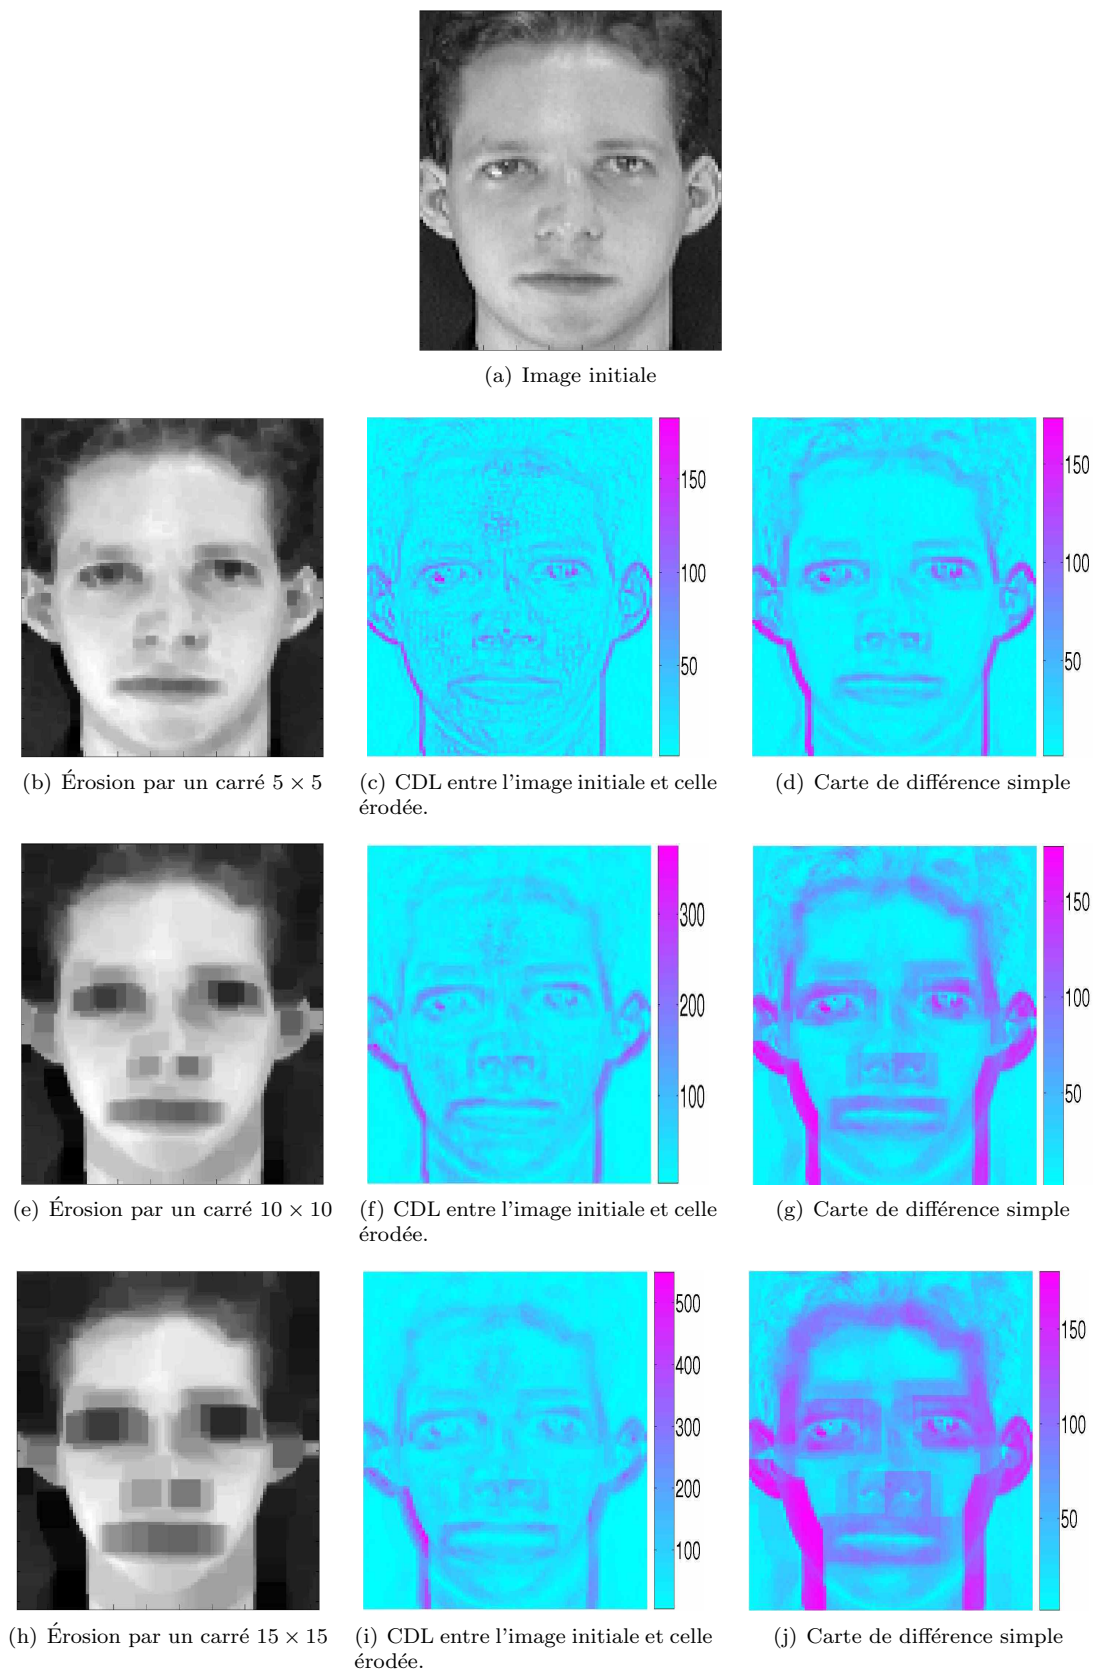 (a) Image initiale
150
100
50
150
100
50
(b) Érosion par un carré 5 × 5
(c) CDL entre l'image initiale et celle
érodée.
(d) Carte de différence simple
300
200
100
150
100
50
(e) Érosion par un carré 10 × 10
(f) CDL entre l'image initiale et celle
érodée.
(g) Carte de différence simple
500
400
300
200
100
150
100
50
(h) Érosion par un carré 15 × 15
(i) CDL entre l'image initiale et celle
érodée.
(j) Carte de différence simple